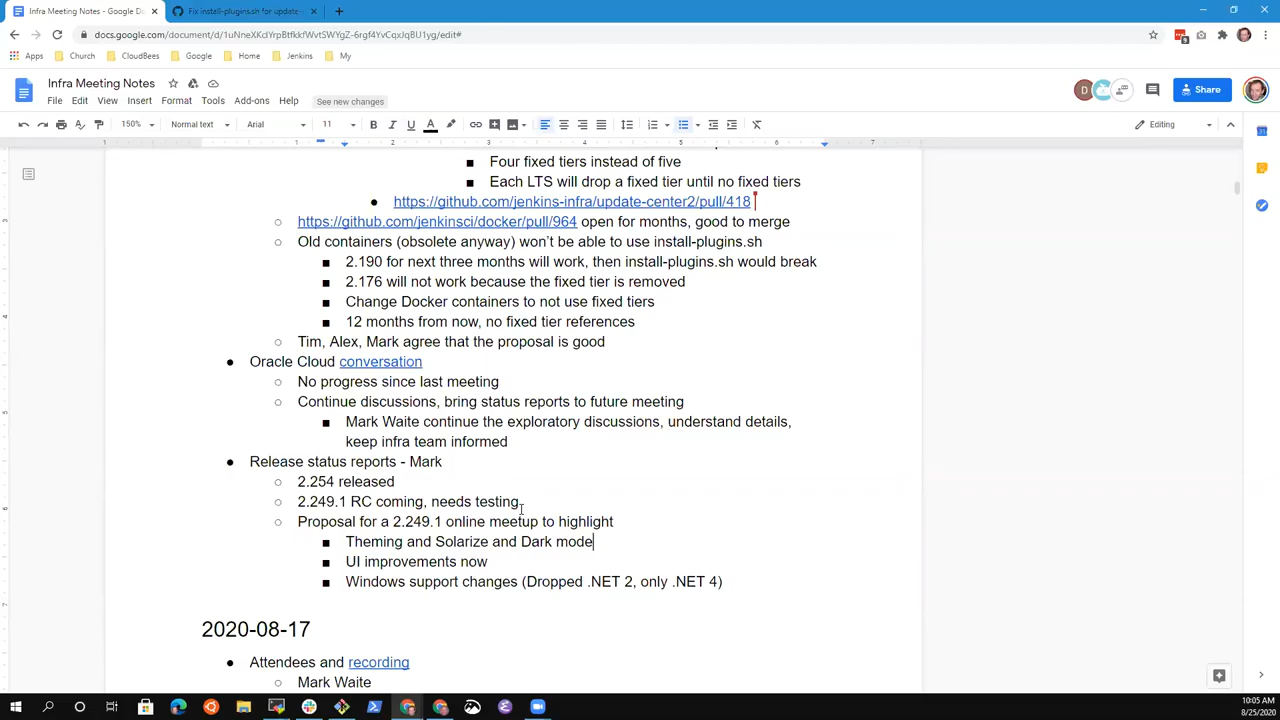 Infra Meeting Notes - Google D
Fix install-plugins.sh for update-
docs.google.com/document/d/1uNneXKdYrpBtfkkfWvtSWYgZ-6rgf4YvCqxJqBU1yg/edit#
Apps
Church
CloudBees
Google
Home
Jenkins
My
Infra Meeting Notes
File
Edit
View
Insert
Format
Tools
Add-ons
Help
See new changes
D
Share
150%
Normal text
Arial
11
Editing
1
1
2
3
4
5
6
7
Four fixed tiers instead of five
Each LTS will drop a fixed tier until no fixed tiers
https://github.com/jenkins-infra/update-center2/pull/418
https://github.com/jenkinsci/docker/pull/964 open for months, good to merge
Old containers (obsolete anyway) won't be able to use install-plugins.sh
2.190 for next three months will work, then install-plugins.sh would break
2.176 will not work because the fixed tier is removed
Change Docker containers to not use fixed tiers
12 months from now, no fixed tier references
Tim, Alex, Mark agree that the proposal is good
Oracle Cloud conversation
No progress since last meeting
Continue discussions, bring status reports to future meeting
Mark Waite continue the exploratory discussions, understand details,
keep infra team informed
Release status reports - Mark
2.254 released
2.249.1 RC coming, needs testing
Proposal for a 2.249.1 online meetup to highlight
Theming and Solarize and Dark mode
UI improvements now
Windows support changes (Dropped .NET 2, only .NET 4)
2020-08-17
Attendees and recording
Mark Waite
10:05 AM
8/25/2020